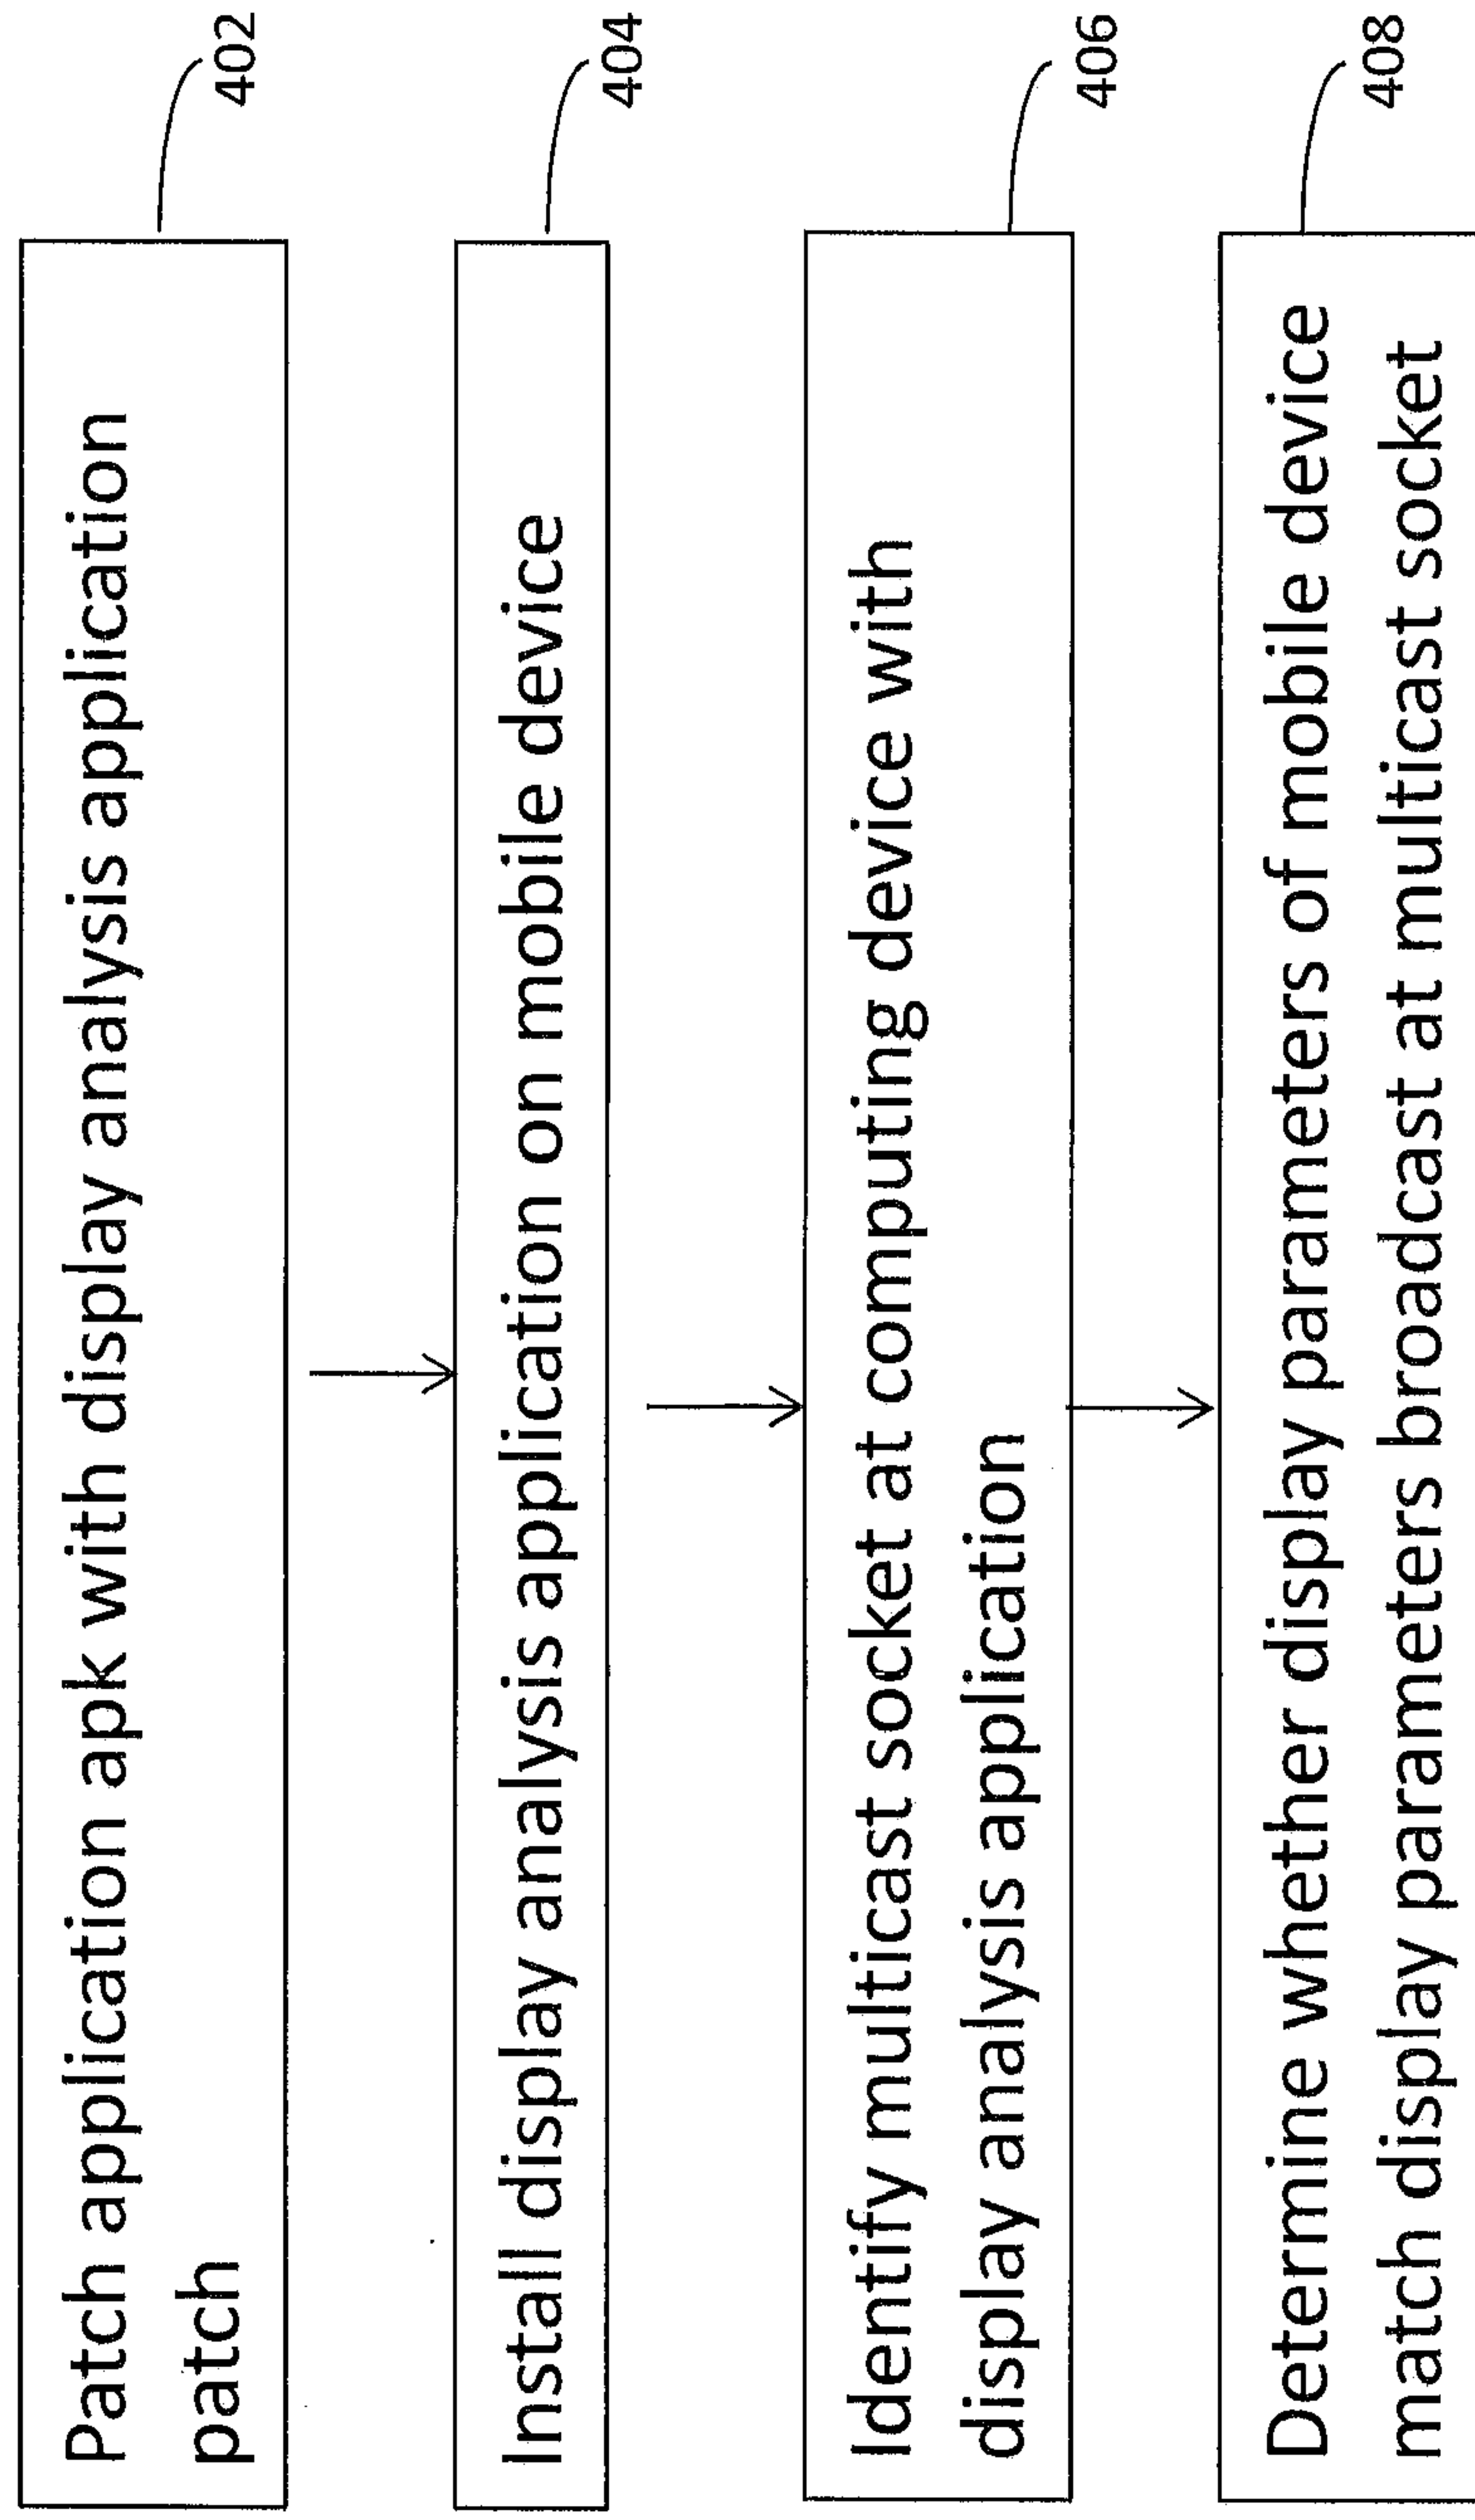 Patch application apk with display analysis application
patch
402
Install display analysis application on mobile device
404
Identify multicast socket at computing device with
display analysis application
406
Determine whether display parameters of mobile device
match display parameters broadcast at multicast socket
408